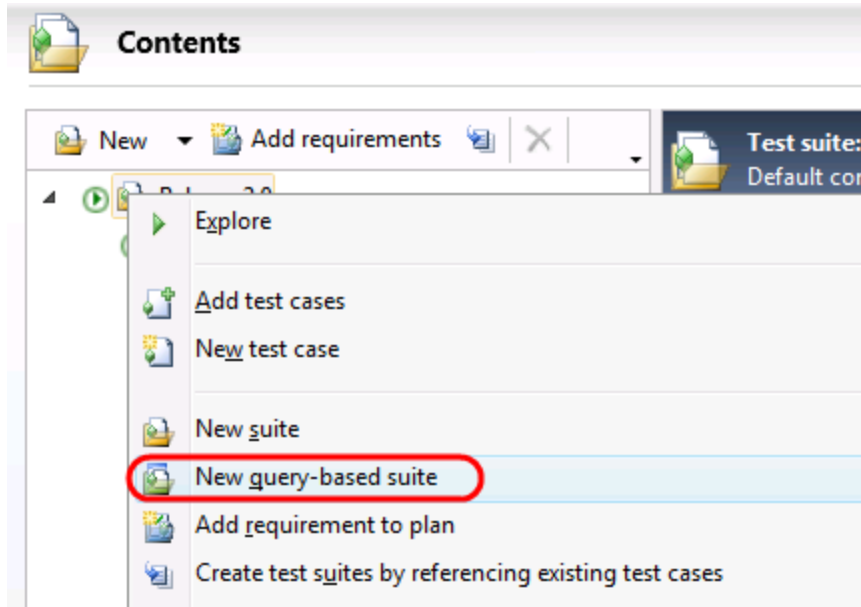 Contents
New
Add requirements
Test suite:
Default
Explore
Add test cases
New test case
New suite
New query-based suite
Add requirement to plan
Create test suites by referencing existing test cases